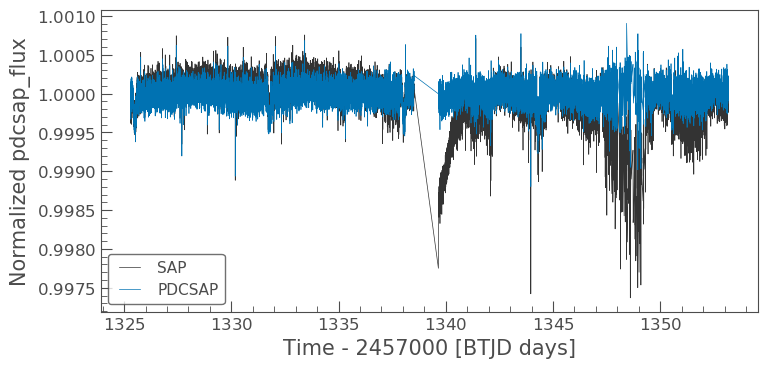 1.0010
1.0005
1.0000
0.9995
0.9990
0.9985
0.9980
0.9975
Normalized pdcsap_flux
SAP
PDCSAP
1325 1330 1335 1340 1345 1350
Time - 2457000 [BTJD days]